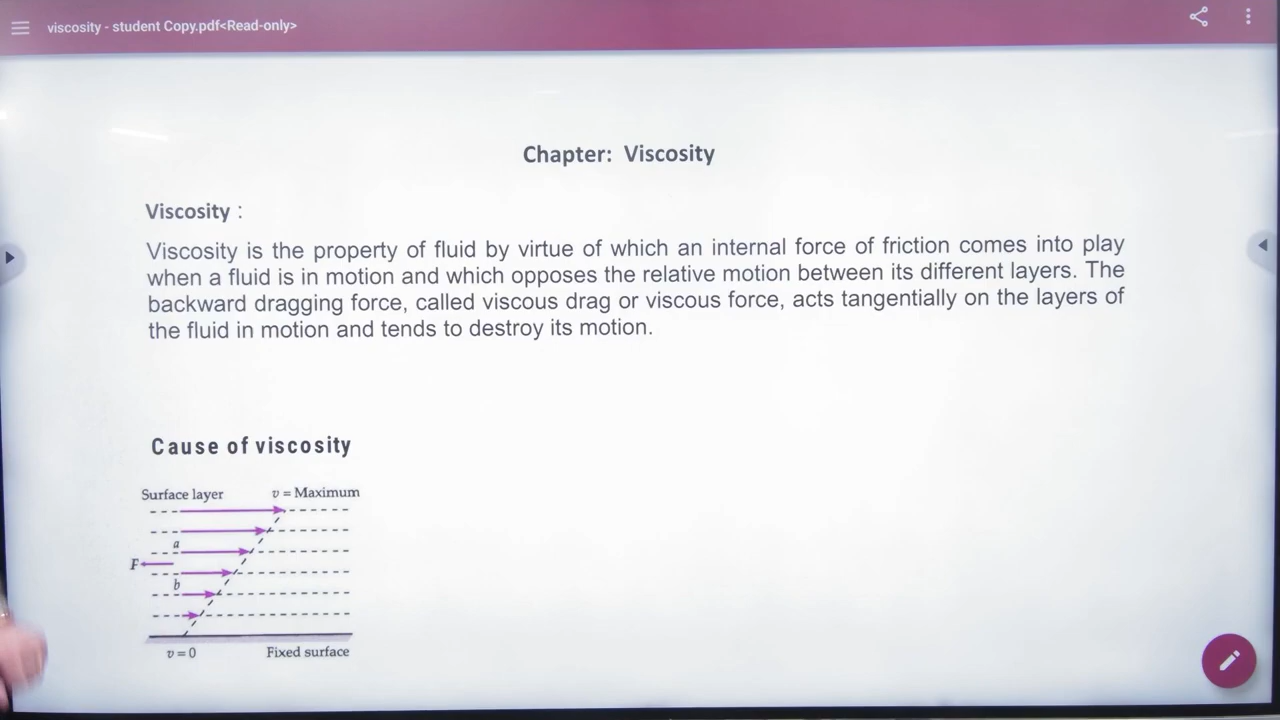 viscosity - student Copy.pdf<Read-only>
Chapter: Viscosity
Viscosity :
Viscosity is the property of fluid by virtue of which an internal force of friction comes into play
when a fluid is in motion and which opposes the relative motion between its different layers. The
backward dragging force, called viscous drag or viscous force, acts tangentially on the layers of
the fluid in motion and tends to destroy its motion.
Cause of viscosity
Surface layer v = Maximum
a
F
b
v = 0 Fixed surface